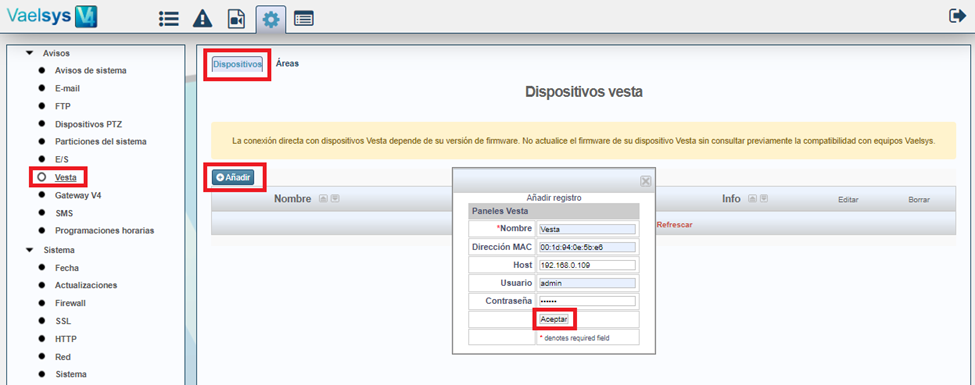 Vaelsys V4
Avisos
Avisos de sistema
E-mail
FTP
Dispositivos PTZ
Particiones del sistema
E/S
Vesta
Gateway V4
SMS
Programaciones horarias
Sistema
Fecha
Actualizaciones
Firewall
SSL
HTTP
Red
Sistema
Dispositivos Áreas
Dispositivos vesta
La conexión directa con dispositivos Vesta depende de su versión de firmware. No actualice el firmware de su dispositivo Vesta sin consultar previamente la compatibilidad con equipos Vaelsys.
Añadir
Nombre Info Editar Borrar
Refrescar
Añadir registro
Paneles Vesta
*Nombre Vesta
Dirección MAC 00:1d:94:0e:5b:e6
Host 192.168.0.109
Usuario admin
Contraseña ••••••
Aceptar
* denotes required field